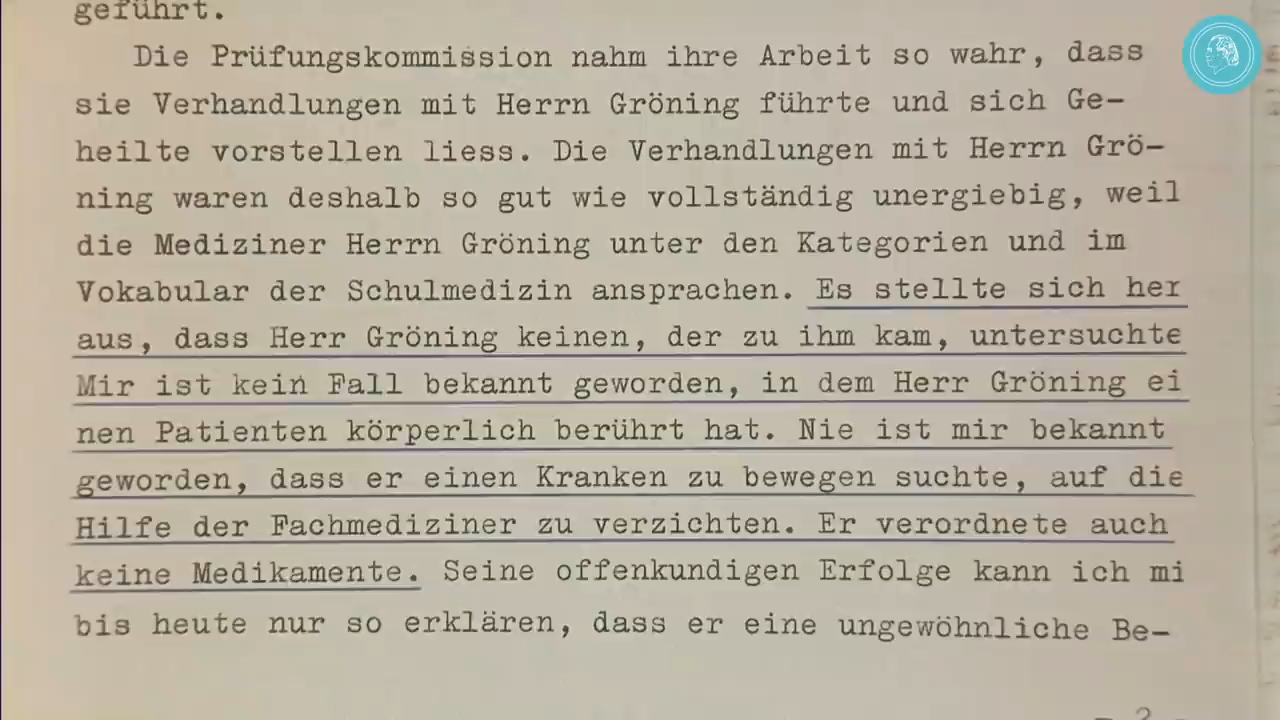 geführt.
Die Prüfungskommission nahm ihre Arbeit so wahr, dass
sie Verhandlungen mit Herrn Gröning führte und sich Ge-
heilte vorstellen liess. Die Verhandlungen mit Herrn Grö-
ning waren deshalb so gut wie vollständig unergiebig, weil
die Mediziner Herrn Gröning unter den Kategorien und im
Vokabular der Schulmedizin ansprachen. Es stellte sich her
aus, dass Herr Gröning keinen, der zu ihm kam, untersuchte
Mir ist kein Fall bekannt geworden, in dem Herr Gröning ei
nen Patienten körperlich berührt hat. Nie ist mir bekannt
geworden, dass er einen Kranken zu bewegen suchte, auf die
Hilfe der Fachmediziner zu verzichten. Er verordnete auch
keine Medikamente. Seine offenkundigen Erfolge kann ich mi
bis heute nur so erklären, dass er eine ungewöhnliche Be-